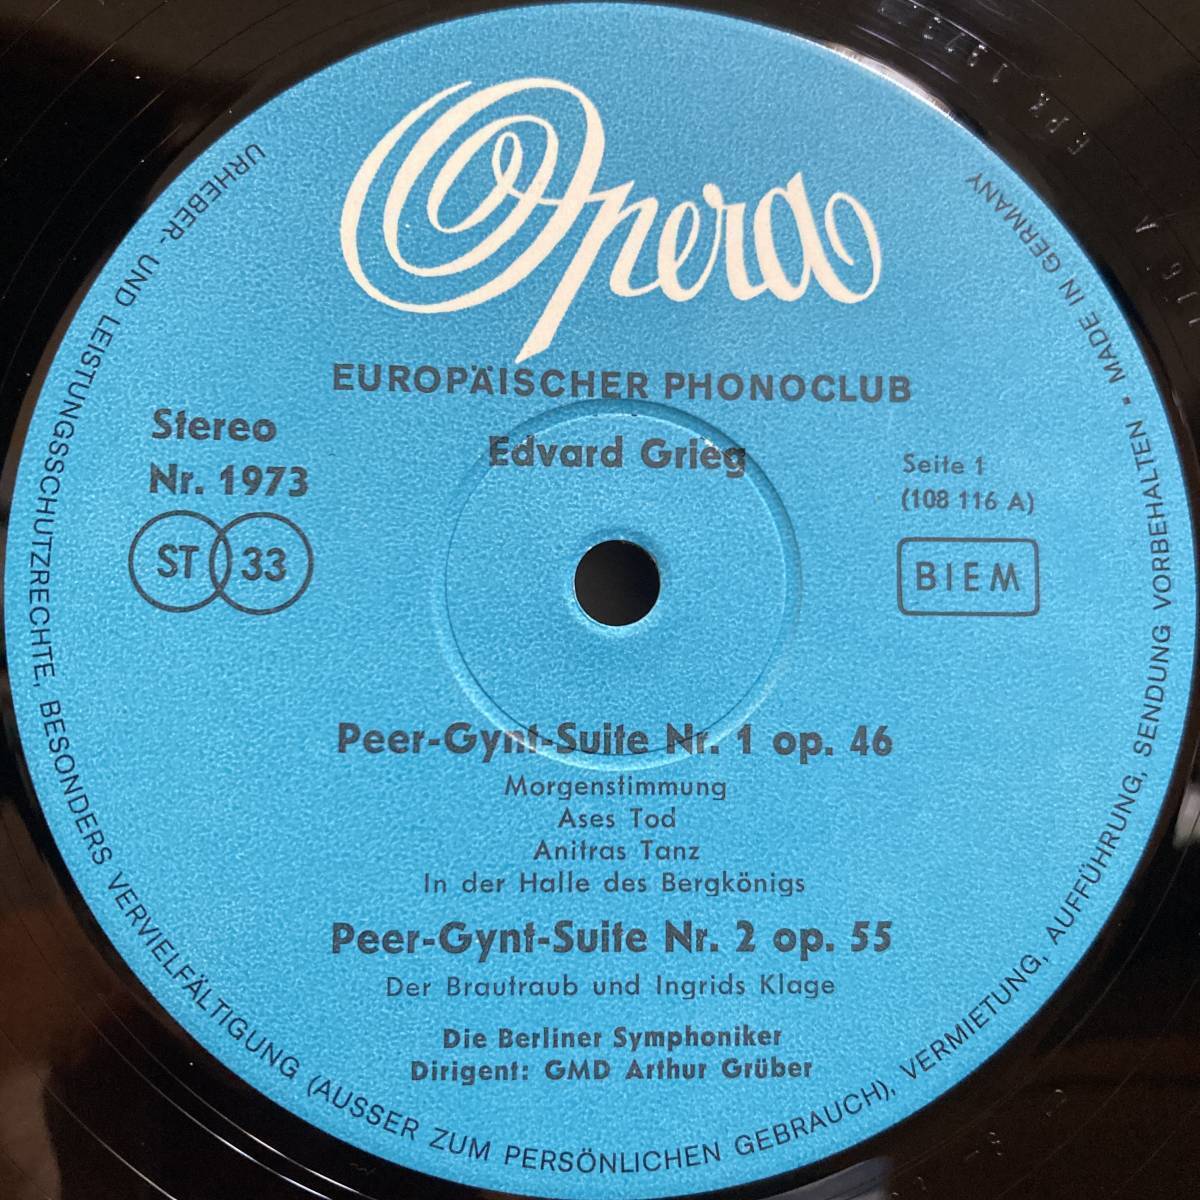 Opera
EUROPÄISCHER PHONOCLUB
Stereo
Nr. 1973
ST 33
Edvard Grieg
Seite 1
(108 116 A)
BIEM
Peer-Gynt-Suite Nr. 1 op. 46
Morgenstimmung
Ases Tod
Anitras Tanz
In der Halle des Bergkönigs
Peer-Gynt-Suite Nr. 2 op. 55
Der Brautraub und Ingrids Klage
Die Berliner Symphoniker
Dirigent: GMD Arthur Grüber
URHEBER- UND LEISTUNGSSCHUTZRECHTE, BESONDERS VERVIELFÄLTIGUNG (AUSSER ZUM PERSÖNLICHEN GEBRAUCH), VERMIETUNG, AUFFÜHRUNG, SENDUNG VORBEHALTEN • MADE IN GERMANY